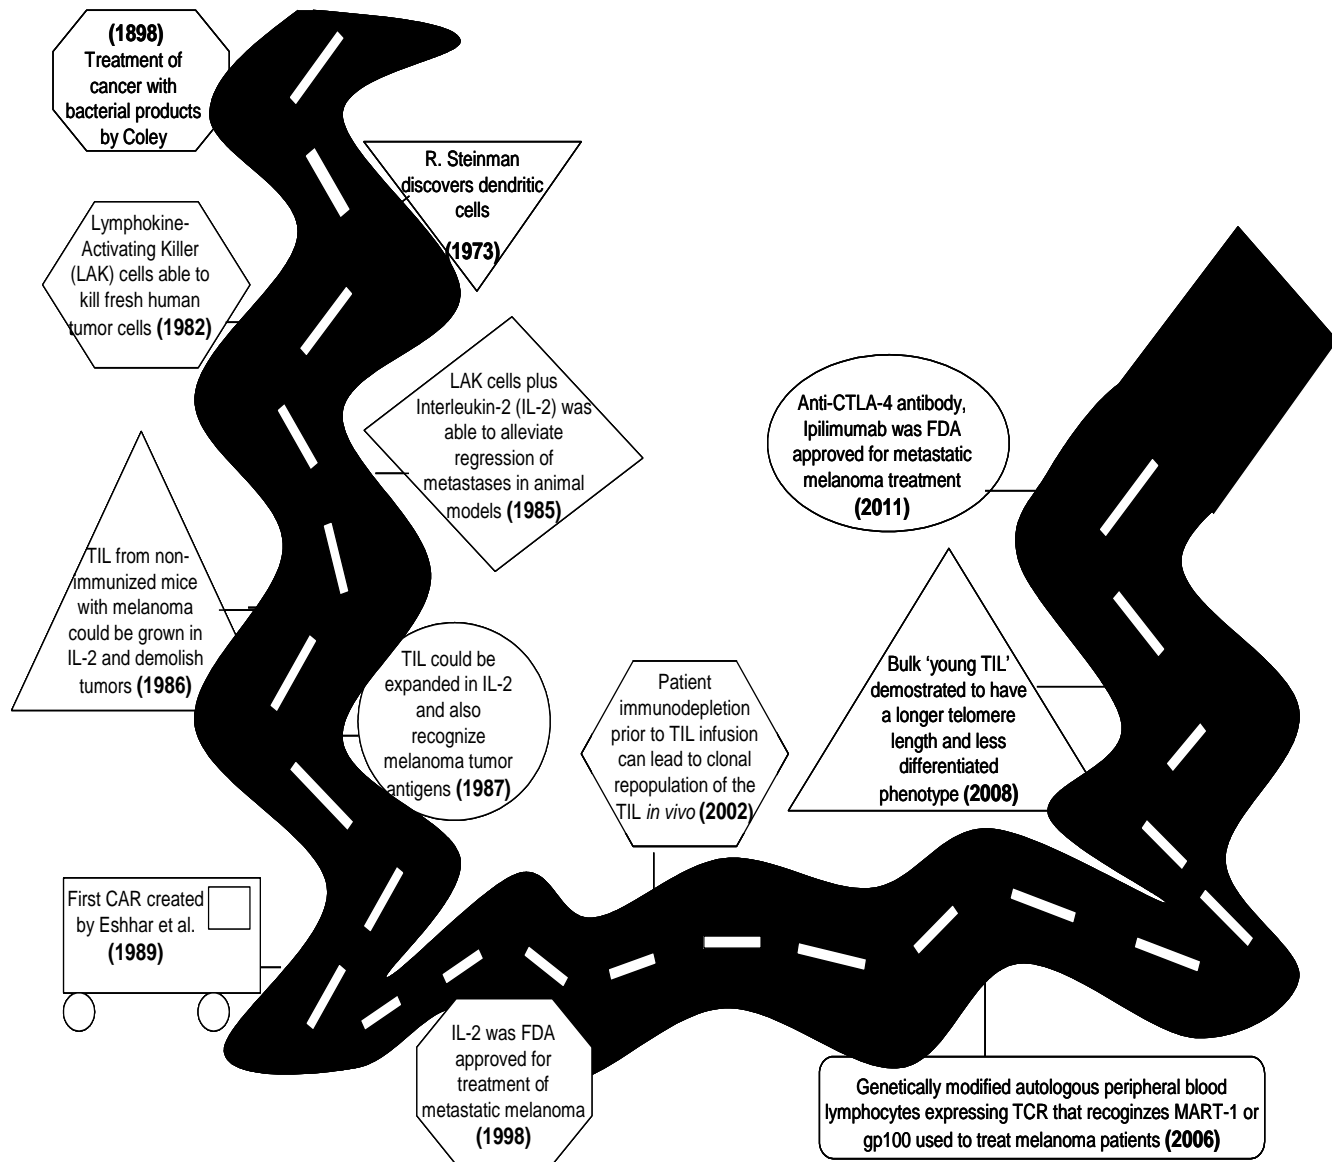 (1898)
Treatment of
cancer with
bacterial products
by Coley
R. Steinman
discovers dendritic
cells
(1973)
Lymphokine-
Activating Killer
(LAK) cells able to
kill fresh human
tumor cells (1982)
LAK cells plus
Interleukin-2 (IL-2) was
able to alleviate
regression of
metastases in animal
models (1985)
TIL from non-
immunized mice
with melanoma
could be grown in
IL-2 and demolish
tumors (1986)
TIL could be
expanded in IL-2
and also
recognize
melanoma tumor
antigens (1987)
First CAR created
by Eshhar et al.
(1989)
IL-2 was FDA
approved for
treatment of
metastatic melanoma
(1998)
Patient
immunodepletion
prior to TIL infusion
can lead to clonal
repopulation of the
TIL in vivo (2002)
Genetically modified autologous peripheral blood
lymphocytes expressing TCR that recoginzes MART-1 or
gp100 used to treat melanoma patients (2006)
Bulk ‘young TIL’
demostrated to have
a longer telomere
length and less
differentiated
phenotype (2008)
Anti-CTLA-4 antibody,
Ipilimumab was FDA
approved for metastatic
melanoma treatment
(2011)